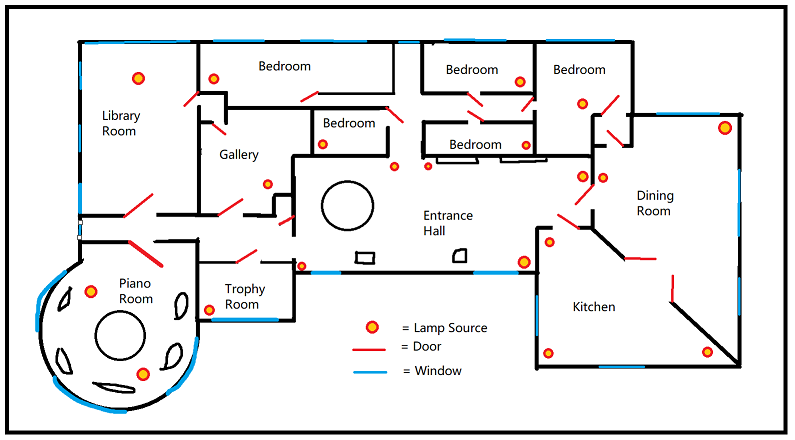 Bedroom
Bedroom
Bedroom
Library
Room
Bedroom
Gallery
Bedroom
Dining
Room
Entrance
Hall
Piano
Room
Trophy
Room
Kitchen
= Lamp Source
= Door
= Window